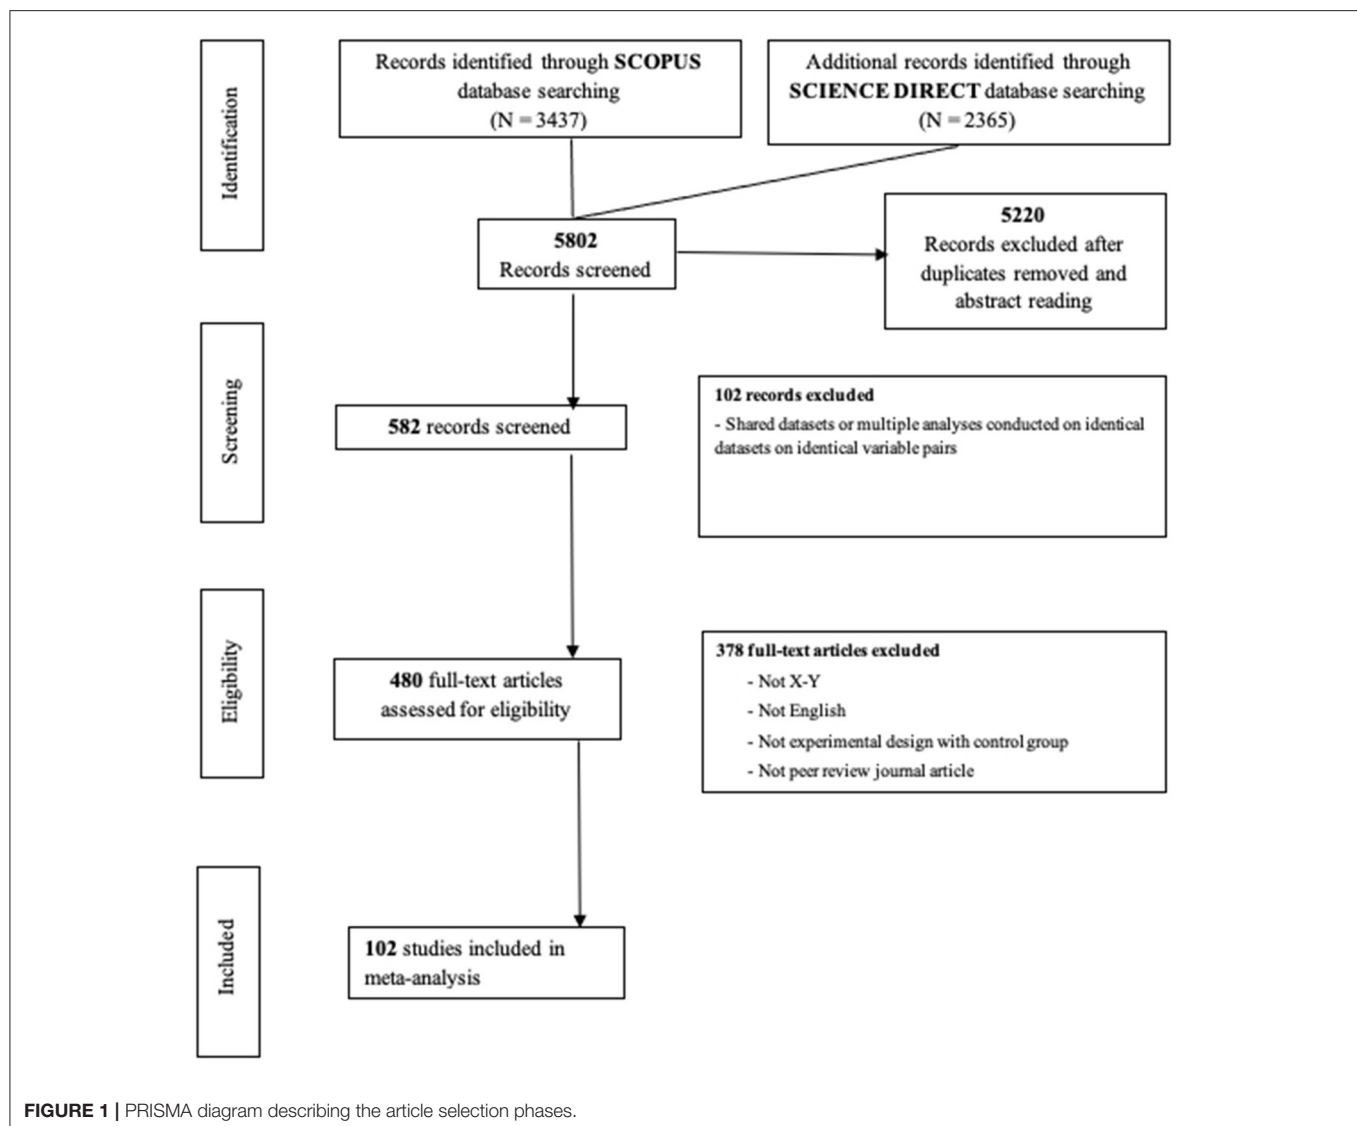 Identification
Records identified through SCOPUS
database searching
(N = 3437)
Additional records identified through
SCIENCE DIRECT database searching
(N = 2365)
5802
Records screened
5220
Records excluded after
duplicates removed and
abstract reading
Screening
582 records screened
102 records excluded
- Shared datasets or multiple analyses conducted on identical
datasets on identical variable pairs
Eligibility
480 full-text articles
assessed for eligibility
378 full-text articles excluded
- Not X-Y
- Not English
- Not experimental design with control group
- Not peer review journal article
Included
102 studies included in
meta-analysis
FIGURE 1 | PRISMA diagram describing the article selection phases.